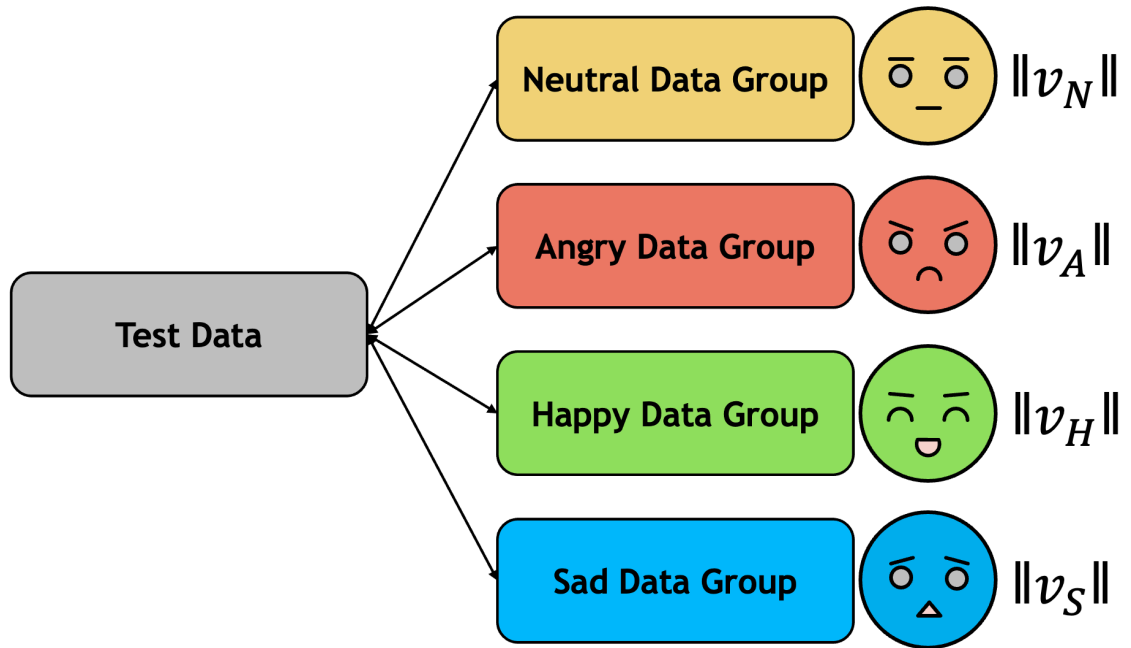 Neutral Data Group
‖v_N‖
Angry Data Group
‖v_A‖
Test Data
Happy Data Group
‖v_H‖
Sad Data Group
‖v_S‖